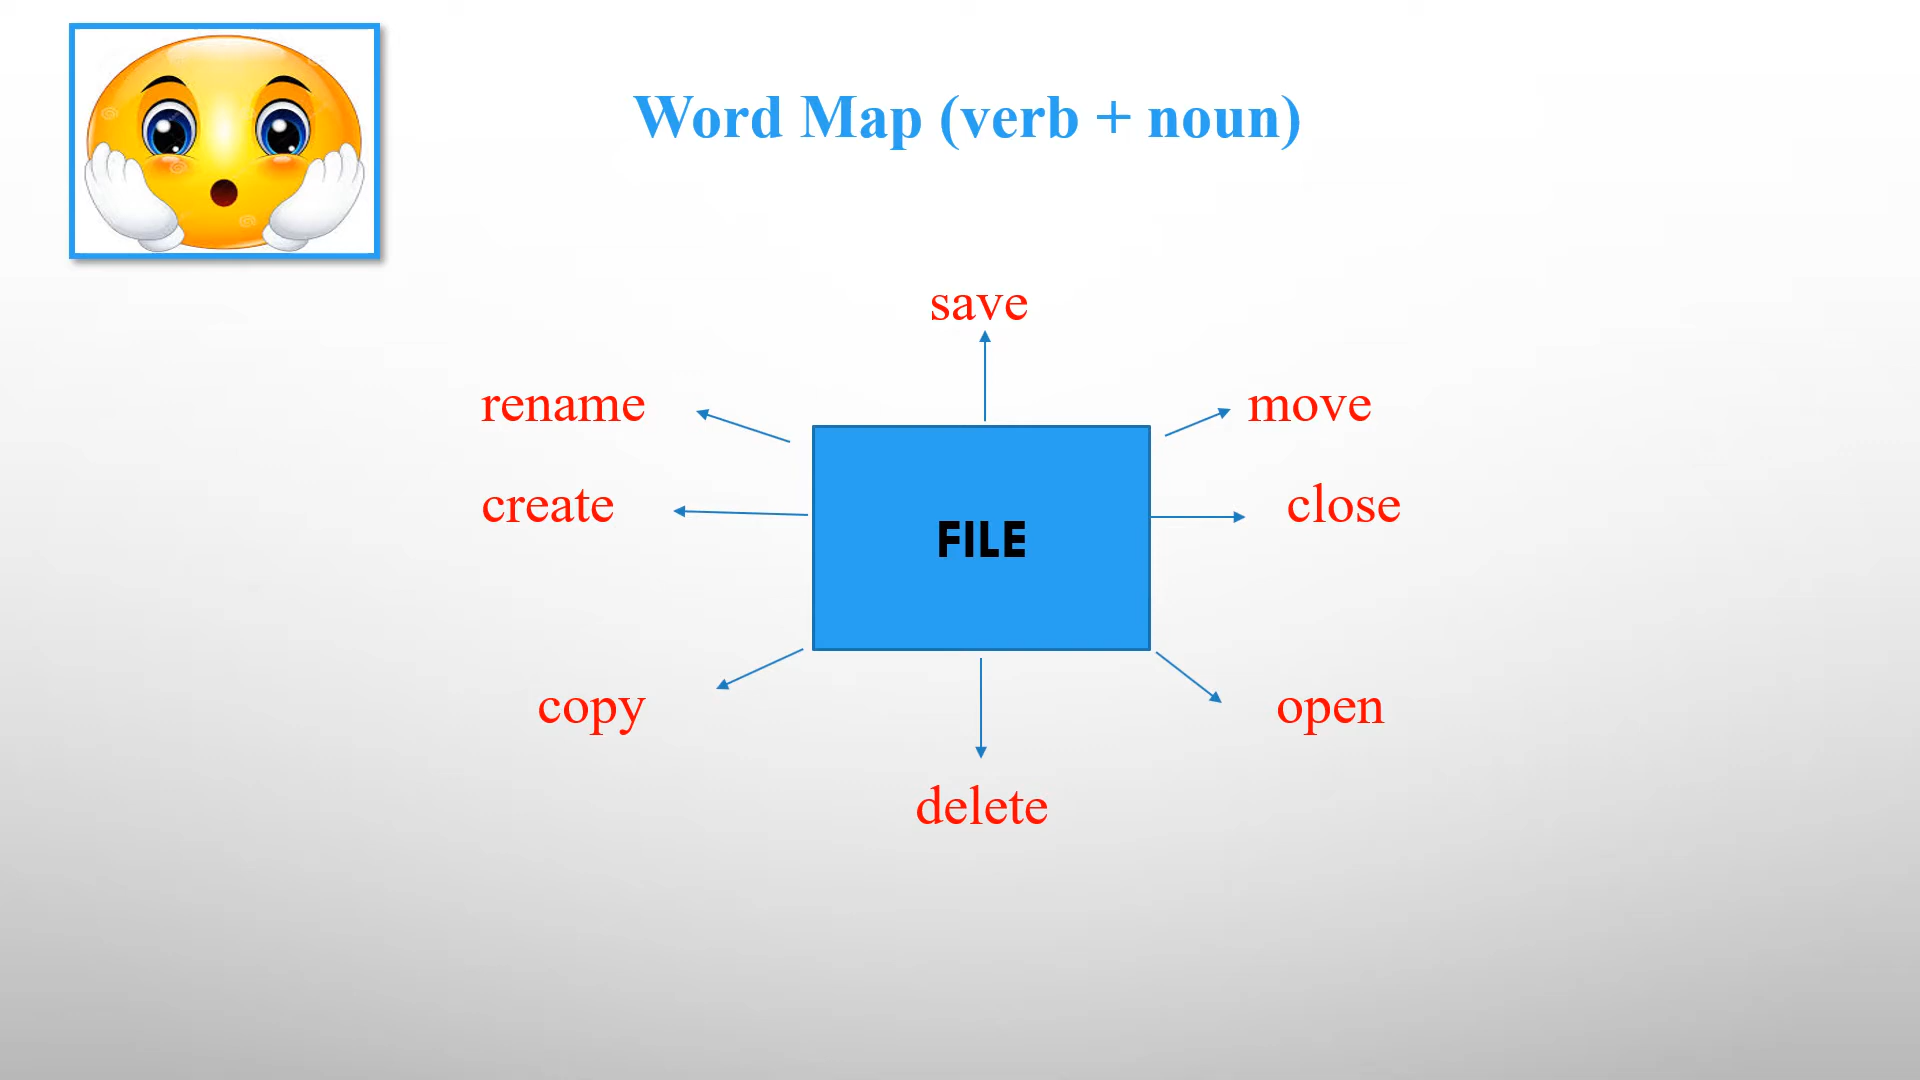 Word Map (verb + noun)
save
rename
move
create
close
FILE
copy
open
delete